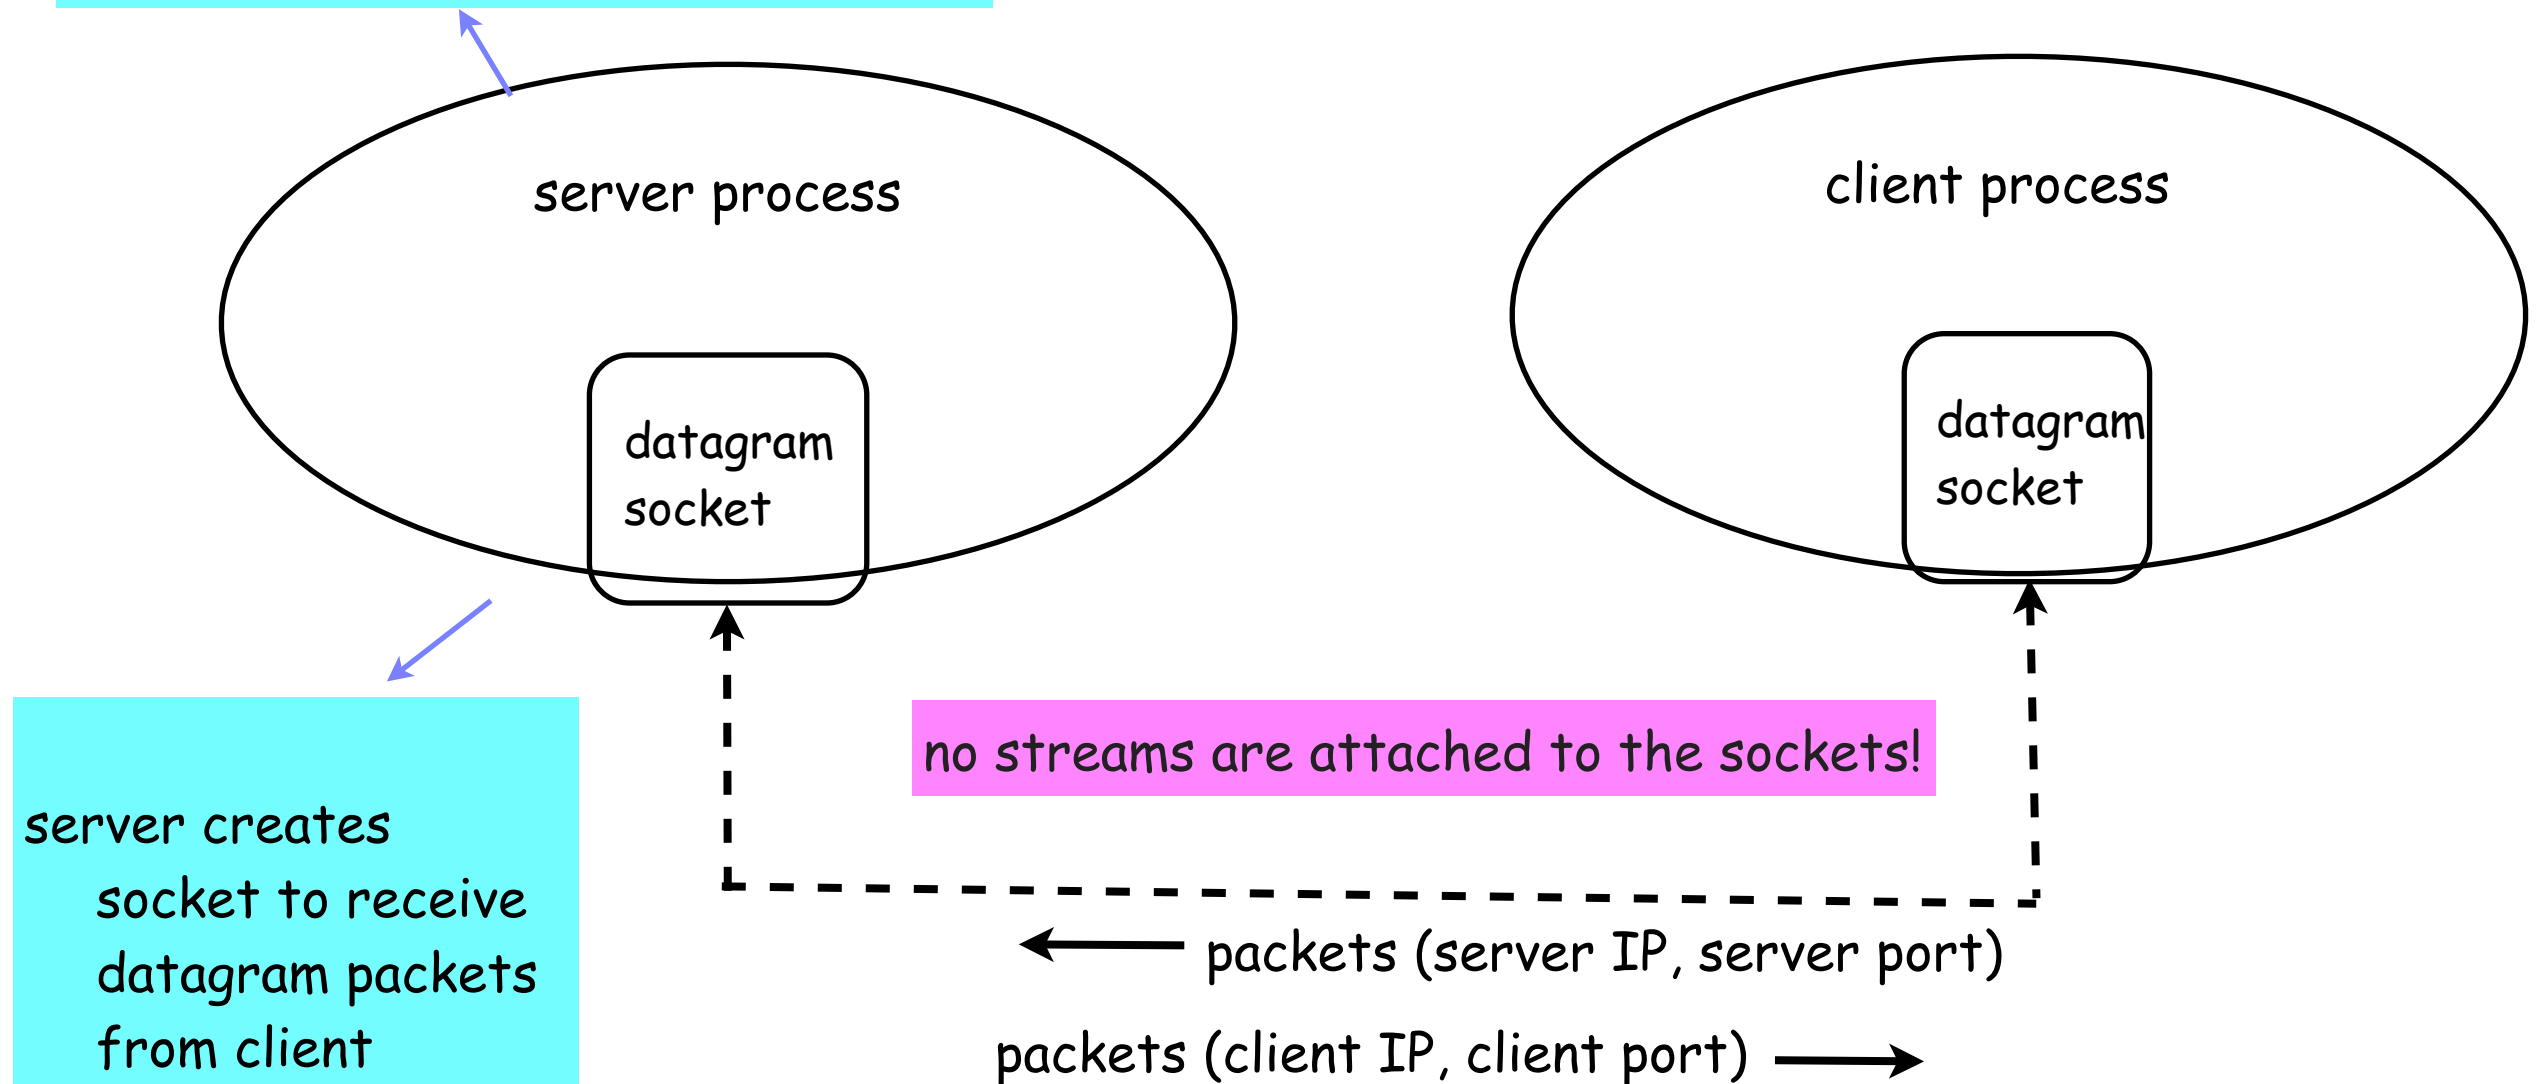 server process
client process
datagram
socket
datagram
socket
no streams are attached to the sockets!
server creates
socket to receive
datagram packets
from client
packets (server IP, server port)
packets (client IP, client port)